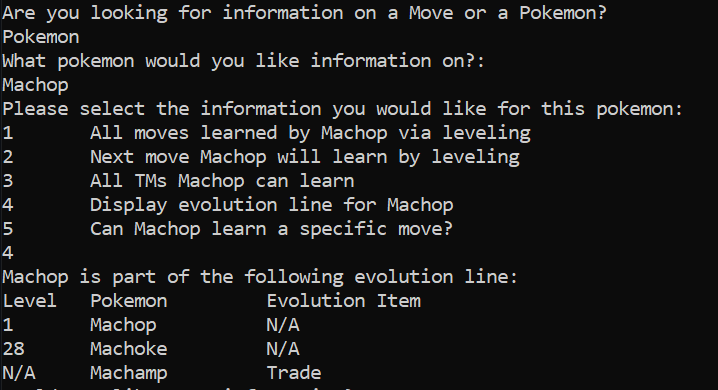 Are you looking for information on a Move or a Pokemon?
Pokemon
What pokemon would you like information on?:
Machop
Please select the information you would like for this pokemon:
1 All moves learned by Machop via leveling
2 Next move Machop will learn by leveling
3 All TMs Machop can learn
4 Display evolution line for Machop
5 Can Machop learn a specific move?
4
Machop is part of the following evolution line:
Level Pokemon Evolution Item
1 Machop N/A
28 Machoke N/A
N/A Machamp Trade